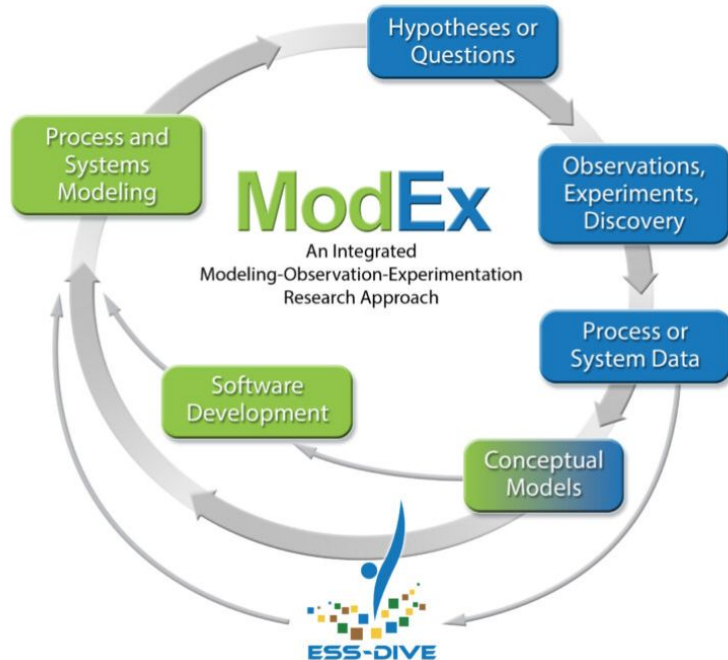 Hypotheses or
Questions
Process and
Systems
Modeling
Observations,
Experiments,
Discovery
ModEx
An Integrated
Modeling-Observation-Experimentation
Research Approach
Process or
System Data
Software
Development
Conceptual
Models
ESS-DIVE